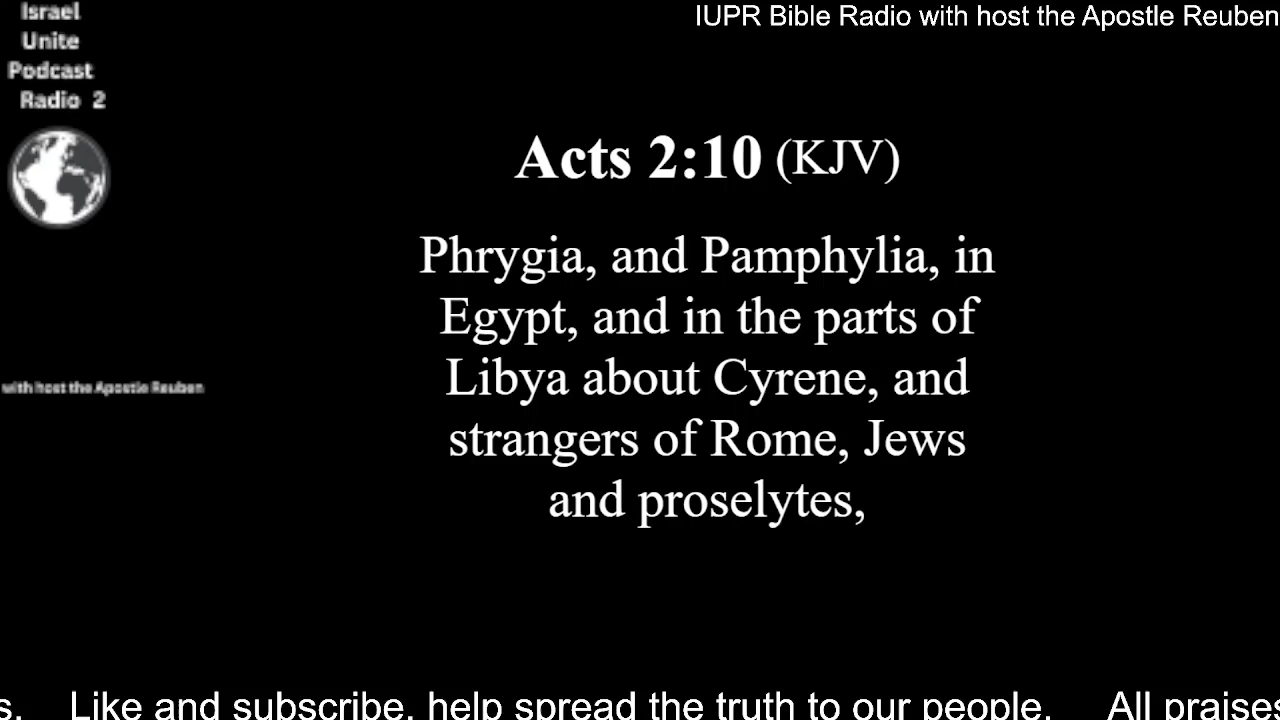 Israel
Unite
Podcast
Radio 2
IUPR Bible Radio with host the Apostle Reuben
Acts 2:10 (KJV)
Phrygia, and Pamphylia, in
Egypt, and in the parts of
Libya about Cyrene, and
strangers of Rome, Jews
and proselytes,
with host the Apostle Reuben
s. Like and subscribe, help spread the truth to our people. All praises